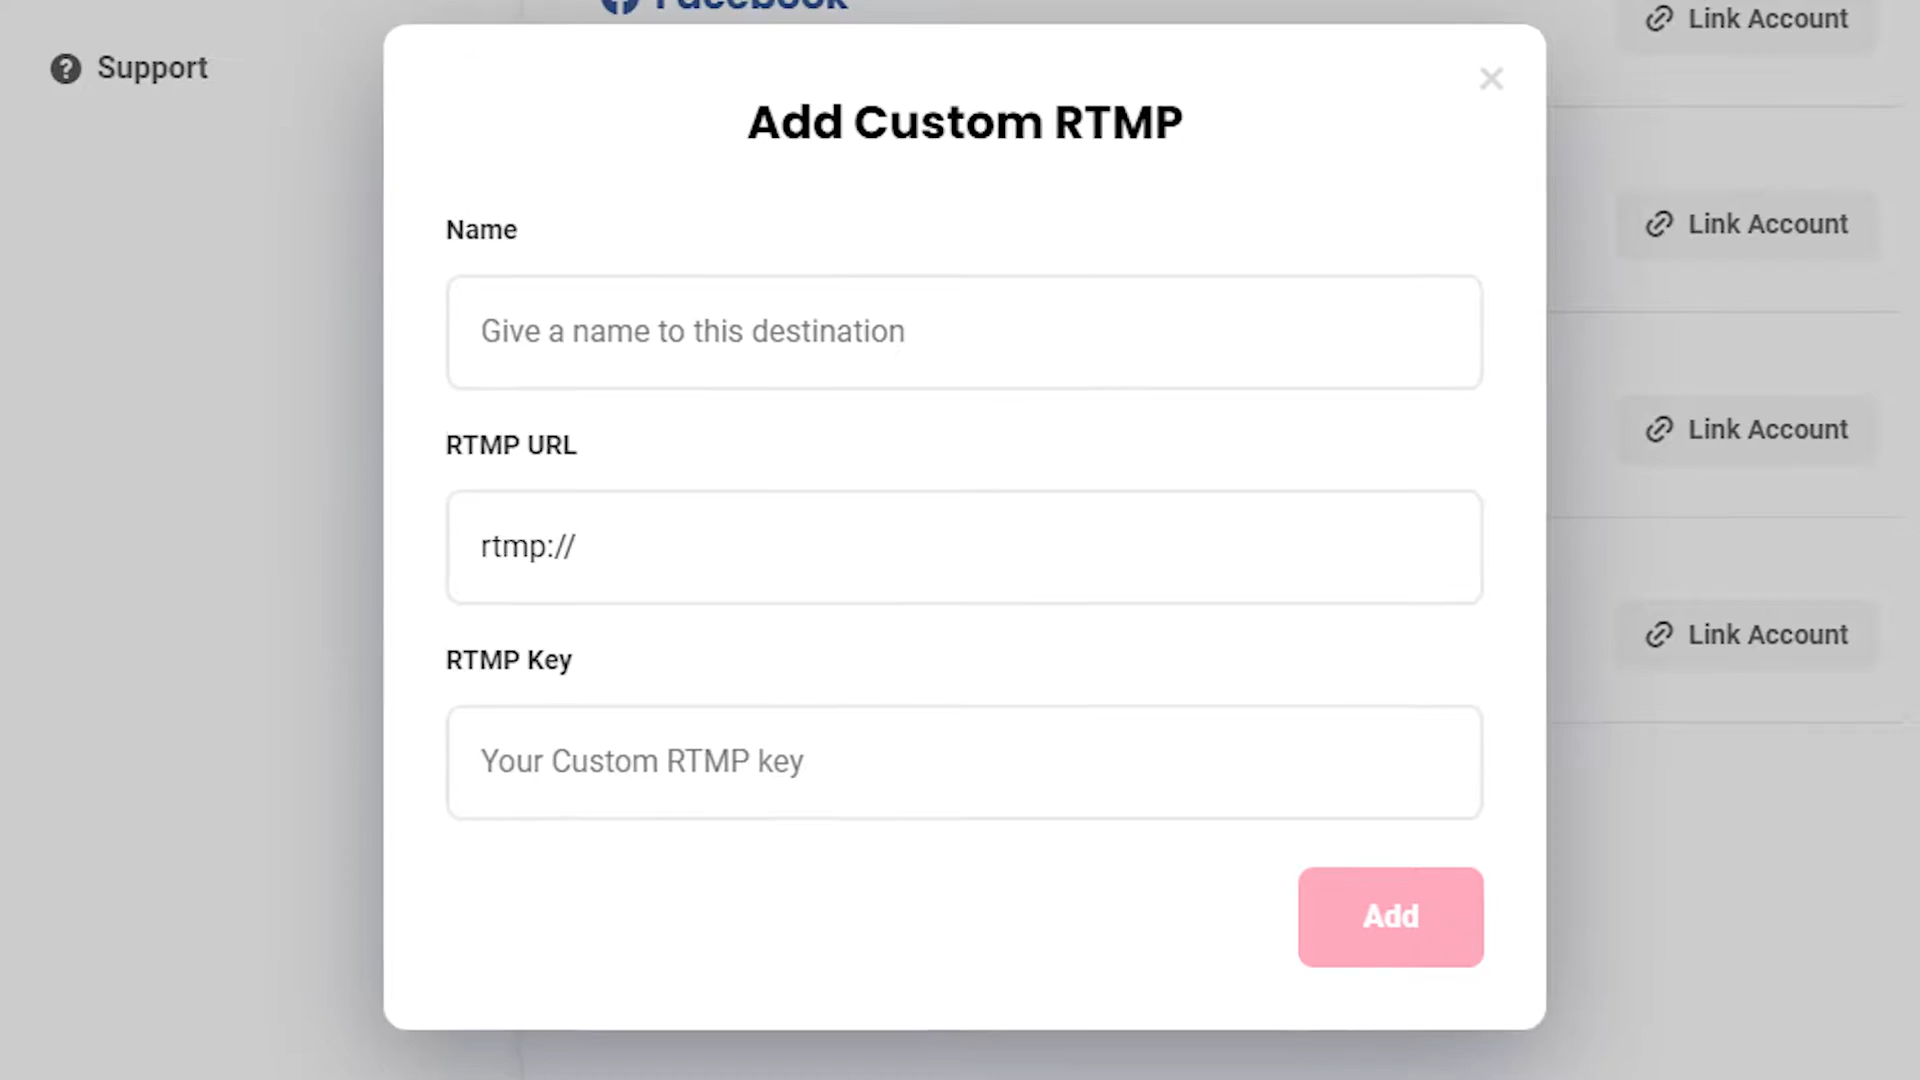 Facebook
Link Account
Support
Add Custom RTMP
Name
Link Account
Give a name to this destination
RTMP URL
Link Account
rtmp://
RTMP Key
Link Account
Your Custom RTMP key
Add